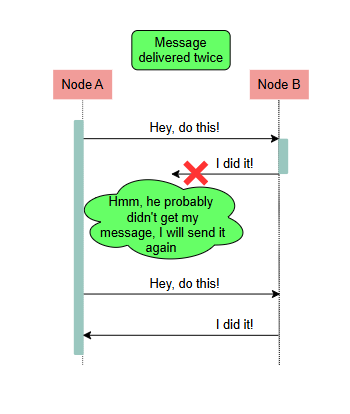 Message
delivered twice
Node A
Node B
Hey, do this!
I did it!
Hmm, he probably
didn't get my
message, I will send it
again
Hey, do this!
I did it!